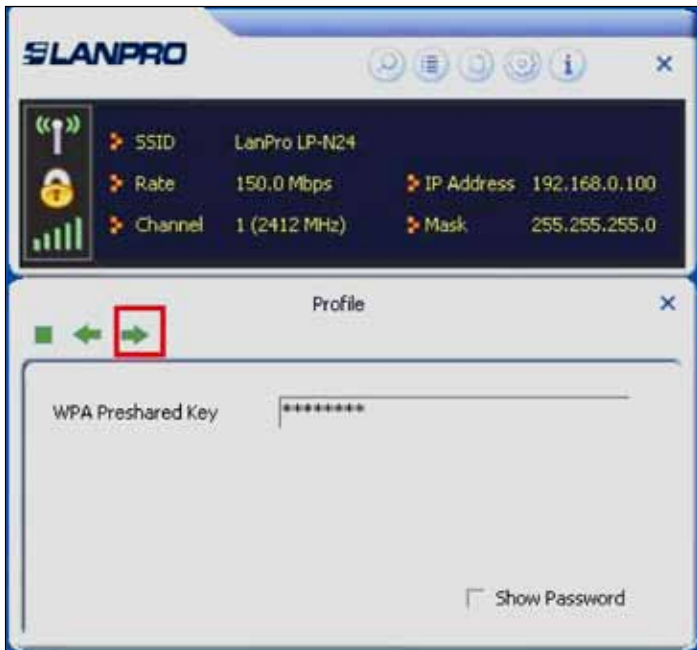 LANPRO
SSID LanPro LP-N24
Rate 150.0 Mbps IP Address 192.168.0.100
Channel 1 (2412 MHz) Mask 255.255.255.0
Profile
WPA Preshared Key ********
Show Password